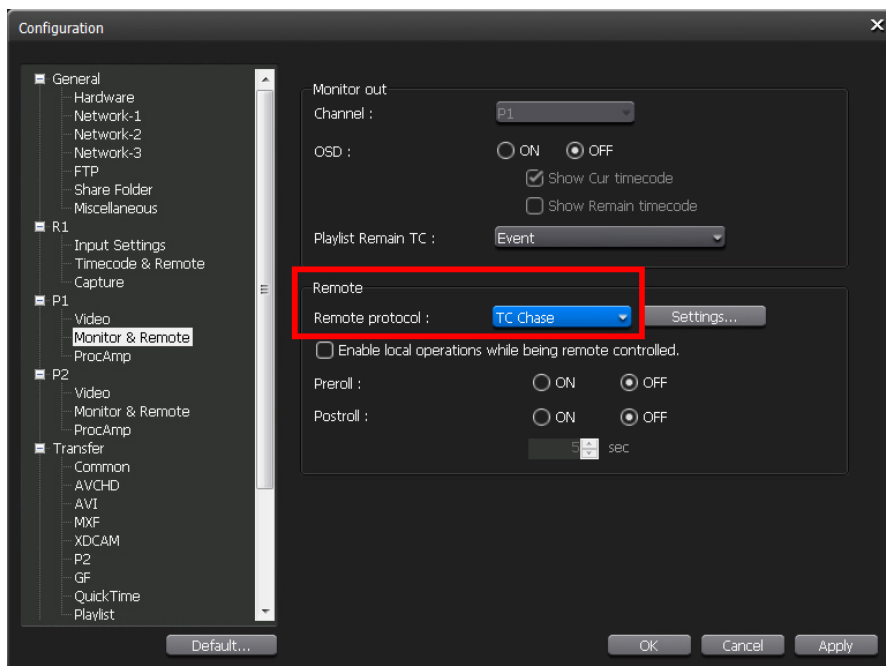 Configuration
General
Hardware
Network-1
Network-2
Network-3
FTP
Share Folder
Miscellaneous
R1
Input Settings
Timecode & Remote
Capture
P1
Video
Monitor & Remote
ProcAmp
P2
Video
Monitor & Remote
ProcAmp
Transfer
Common
AVCHD
AVI
MXF
XDCAM
P2
GF
QuickTime
Playlist
Default...
Monitor out
Channel : P1
OSD : ON OFF
Show Cur timecode
Show Remain timecode
Playlist Remain TC : Event
Remote
Remote protocol : TC Chase Settings...
Enable local operations while being remote controlled.
Preroll : ON OFF
Postroll : ON OFF
5 sec
OK Cancel Apply